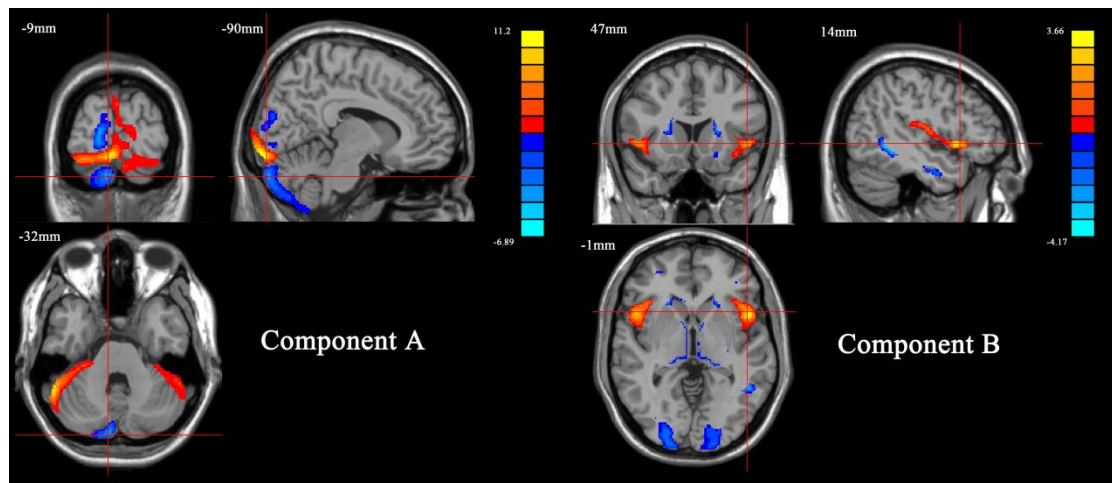 -9mm
-90mm
11.2
-6.89
-32mm
Component A
47mm
14mm
3.66
-4.17
-1mm
Component B